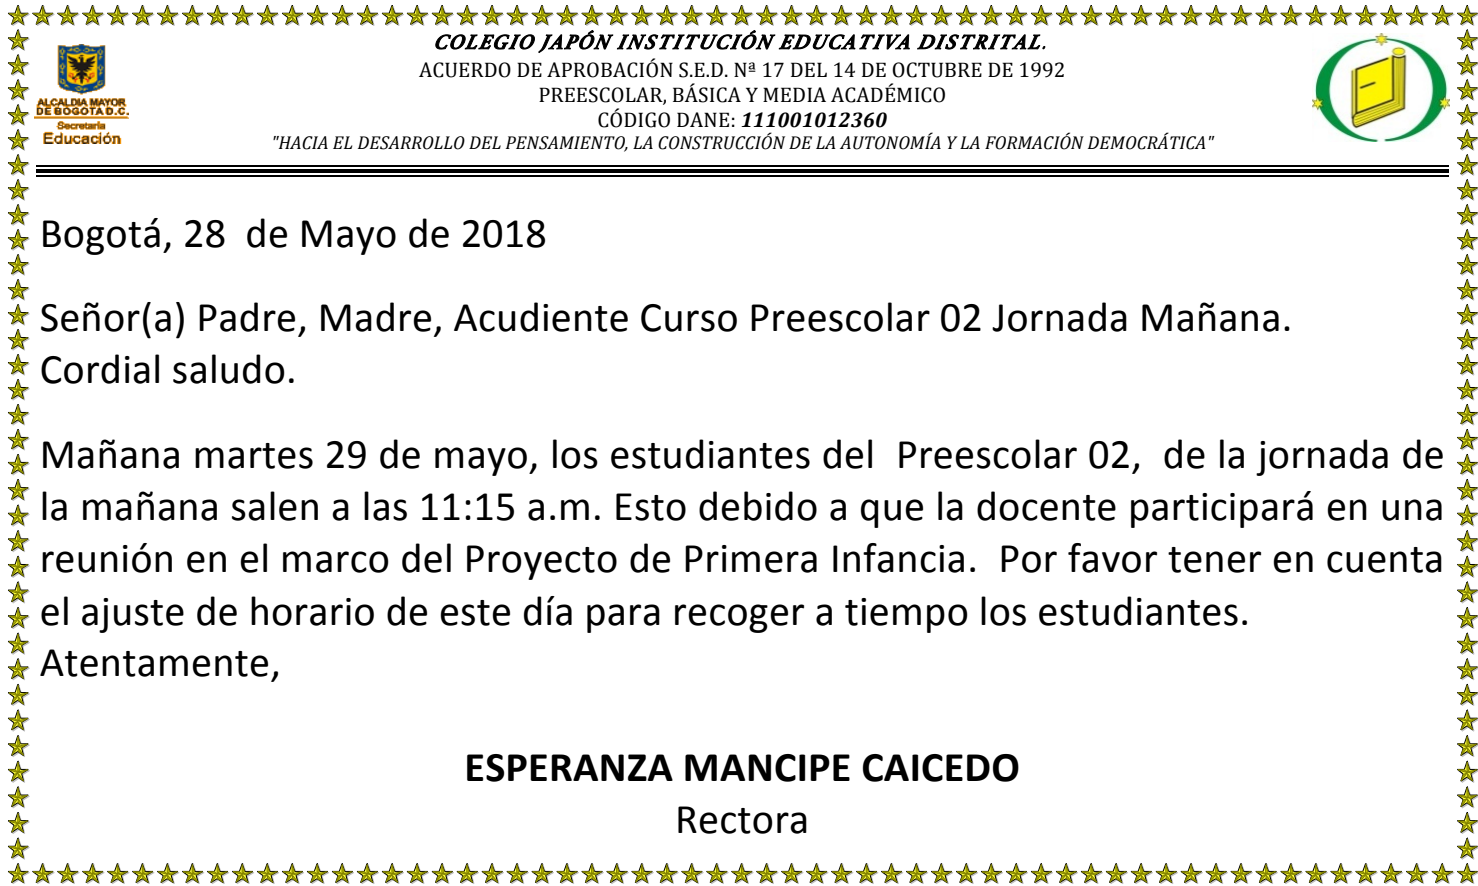 COLEGIO JAPÓN INSTITUCIÓN EDUCATIVA DISTRITAL.
ACUERDO DE APROBACIÓN S.E.D. Nª 17 DEL 14 DE OCTUBRE DE 1992
PREESCOLAR, BÁSICA Y MEDIA ACADÉMICO
CÓDIGO DANE: 111001012360
"HACIA EL DESARROLLO DEL PENSAMIENTO, LA CONSTRUCCIÓN DE LA AUTONOMÍA Y LA FORMACIÓN DEMOCRÁTICA"
ALCALDIA MAYOR
DE BOGOTA D.C.
Secretaria
Educación
Bogotá, 28 de Mayo de 2018
Señor(a) Padre, Madre, Acudiente Curso Preescolar 02 Jornada Mañana.
Cordial saludo.
Mañana martes 29 de mayo, los estudiantes del Preescolar 02, de la jornada de
la mañana salen a las 11:15 a.m. Esto debido a que la docente participará en una
reunión en el marco del Proyecto de Primera Infancia. Por favor tener en cuenta
el ajuste de horario de este día para recoger a tiempo los estudiantes.
Atentamente,
ESPERANZA MANCIPE CAICEDO
Rectora